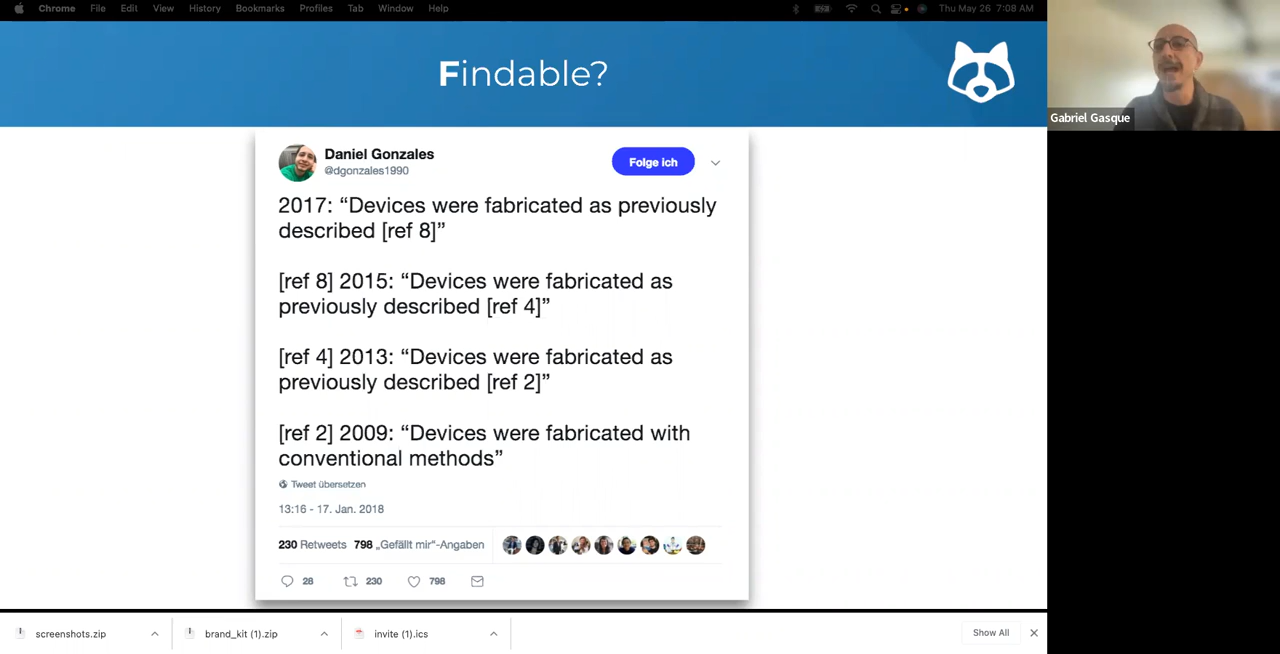 Chrome File Edit View History Bookmarks Profiles Tab Window Help
Thu May 26 7:08 AM
Findable?
Gabriel Gasque
Daniel Gonzales
@dgonzales1990
Folge ich
2017: “Devices were fabricated as previously
described [ref 8]”
[ref 8] 2015: “Devices were fabricated as
previously described [ref 4]”
[ref 4] 2013: “Devices were fabricated as
previously described [ref 2]”
[ref 2] 2009: “Devices were fabricated with
conventional methods”
Tweet übersetzen
13:16 - 17. Jan. 2018
230 Retweets 798 „Gefällt mir“-Angaben
28 230 798
screenshots.zip
brand_kit (1).zip
invite (1).ics
Show All